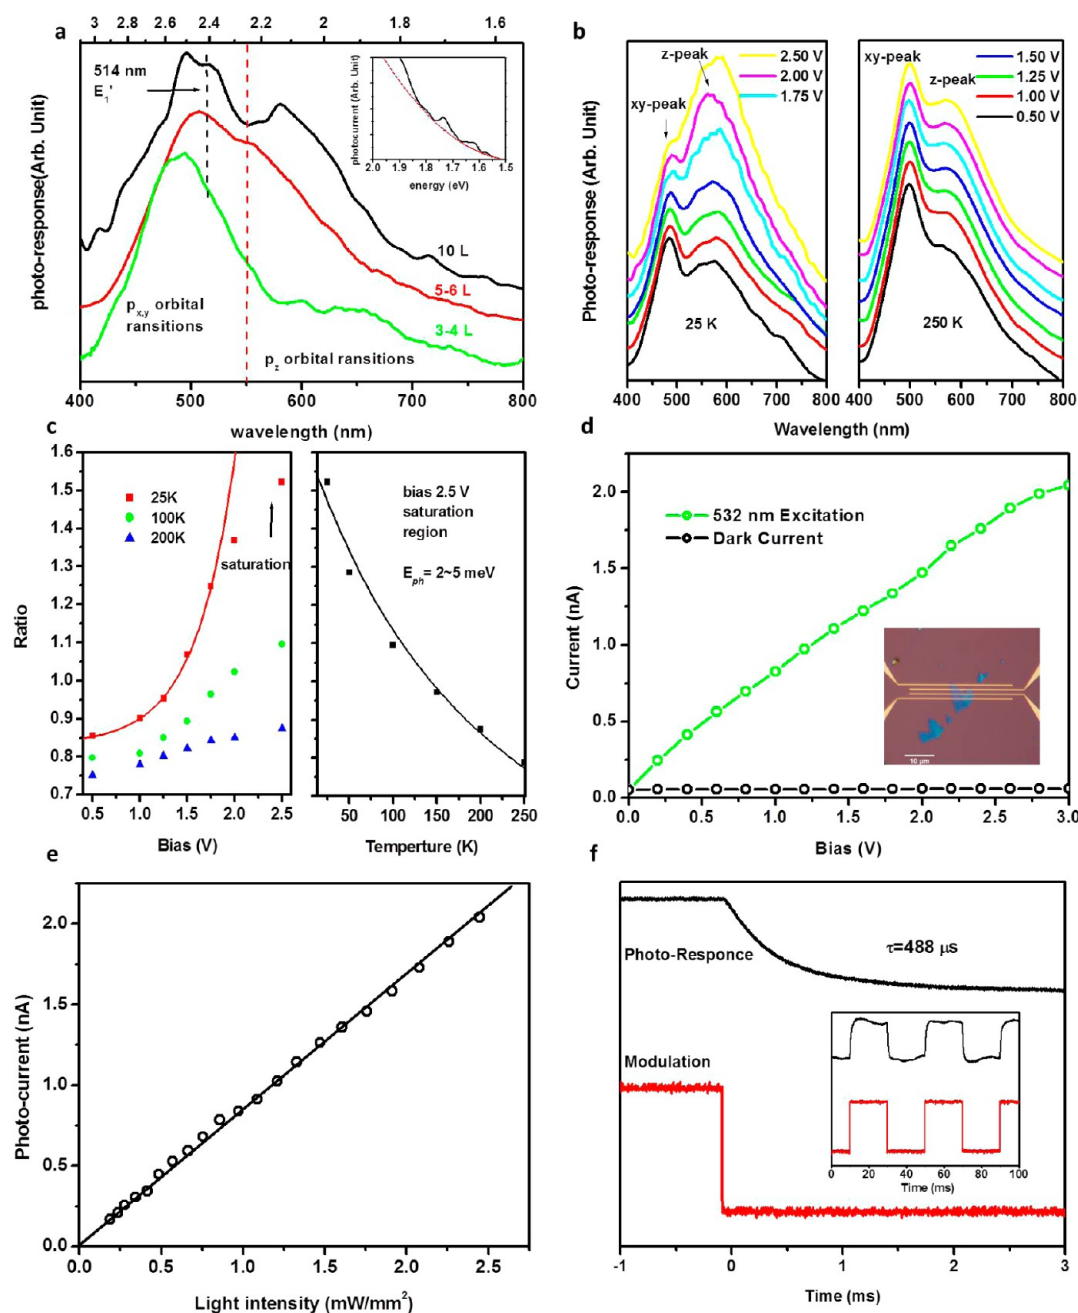 a
3 2.8 2.6 2.4 2.2 2 1.8 1.6
514 nm
E1'
photo-response(Arb. Unit)
photocurrent (Arb. Unit)
2.0 1.9 1.8 1.7 1.6 1.5
energy (eV)
10 L
5-6 L
3-4 L
px,y orbital
ransitions
pz orbital ransitions
400 500 600 700 800
wavelength (nm)
b
Photo-response (Arb. Unit)
z-peak
xy-peak
2.50 V
2.00 V
1.75 V
25 K
400 500 600 700 800
xy-peak
z-peak
1.50 V
1.25 V
1.00 V
0.50 V
250 K
400 500 600 700 800
Wavelength (nm)
c
Ratio
1.6
1.5
1.4
1.3
1.2
1.1
1.0
0.9
0.8
0.7
25K
100K
200K
saturation
0.5 1.0 1.5 2.0 2.5
Bias (V)
bias 2.5 V
saturation
region
Eph= 2~5 meV
50 100 150 200 250
Temperture (K)
d
Current (nA)
2.0
1.5
1.0
0.5
0.0
532 nm Excitation
Dark Current
10 μm
0.0 0.5 1.0 1.5 2.0 2.5 3.0
Bias (V)
e
Photo-current (nA)
2.0
1.5
1.0
0.5
0.0
0.0 0.5 1.0 1.5 2.0 2.5
Light intensity (mW/mm²)
f
Photo-Responce
τ=488 μs
Modulation
0 20 40 60 80 100
Time (ms)
-1 0 1 2 3
Time (ms)